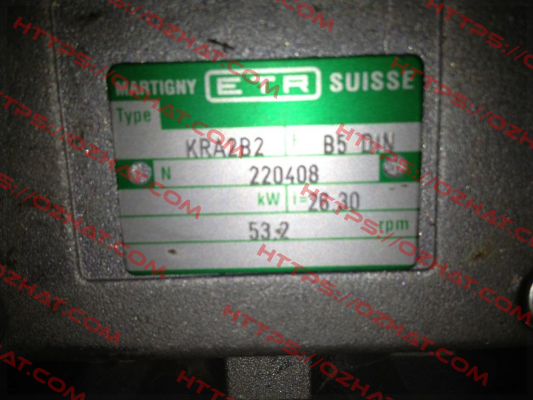 MARTIGNY ETR SUISSE
Type
KRA2B2 B5 DIN
N 220408
kW i= 26.30
53.2 rpm
HTTPS://OZHAT.COM